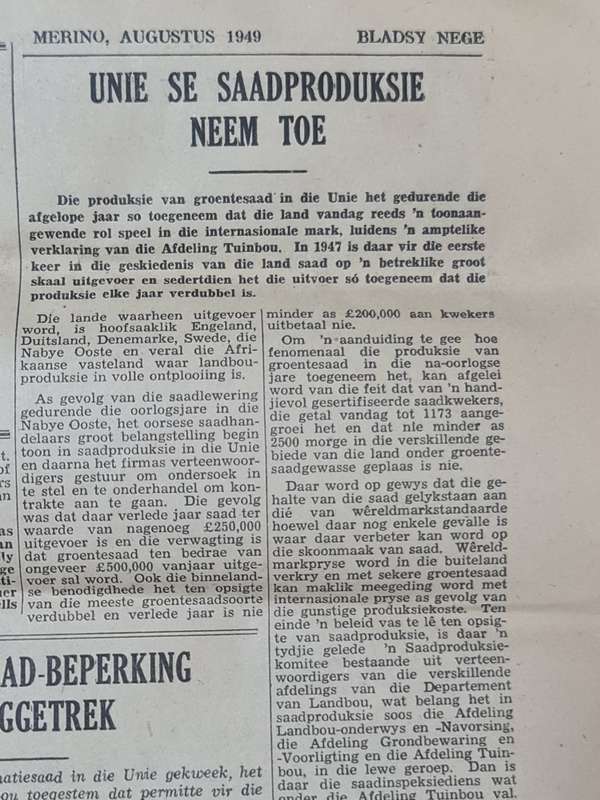 MERINO, AUGUSTUS 1949 BLADSY NEGE
UNIE SE SAADPRODUKSIE
NEEM TOE
Die produksie van groentesaad in die Unie het gedurende die
afgelope jaar so toegeneem dat die land vandag reeds 'n toonaan-
gewende rol speel in die internasionale mark, luidens 'n amptelike
verklaring van die Afdeling Tuinbou. In 1947 is daar vir die eerste
keer in die geskiedenis van die land saad op 'n betreklike groot
skaal uitgevoer en sedertdien het die uitvoer só toegeneem dat die
produksie elke jaar verdubbel is.
Die lande waarheen uitgevoer
word, is hoofsaaklik Engeland,
Duitsland, Denemarke, Swede, die
Nabye Ooste en veral die Afri-
kaanse vasteland waar landbou-
produksie in volle ontplooiing is.
As gevolg van die saadlewering
gedurende die oorlogsjare in die
Nabye Ooste, het oorsese saadhan-
delaars groot belangstelling begin
toon in saadproduksie in die Unie
en daarna het firmas verteenwoor-
digers gestuur om ondersoek in
te stel en te onderhandel om kon-
trakte aan te gaan. Die gevolg
was dat daar verlede jaar saad ter
waarde van nagenoeg £250,000
uitgevoer is en die verwagting is
dat groentesaad ten bedrae van
ongeveer £500,000 vanjaar uitge-
voer sal word. Ook die binneland-
se benodigdhede het ten opsigte
van die meeste groentesaadsoorte
verdubbel en verlede jaar is nie
minder as £200,000 aan kwekers
uitbetaal nie.
Om 'n aanduiding te gee hoe
fenomenaal die produksie van
groentesaad in die na-oorlogse
jare toegeneem het, kan afgelei
word van die feit dat van 'n hand-
jievol gesertifiseerde saadkwekers,
die getal vandag tot 1173 aange-
groei het en dat nie minder as
2500 morge in die verskillende ge-
biede van die land onder groente-
saadgewasse geplaas is nie.
Daar word op gewys dat die ge-
halte van die saad gelykstaan aan
dié van wêreldmarkstandaarde
hoewel daar nog enkele gevalle is
waar daar verbeter kan word op
die skoonmaak van saad. Wêreld-
markpryse word in die buiteland
verkry en met sekere groentesaad
kan maklik meegeding word met
internasionale pryse as gevolg van
die gunstige produksiekoste. Ten
einde 'n beleid vas te lê ten opsig-
te van saadproduksie, is daar 'n
tydjie gelede 'n Saadproduksie-
komitee bestaande uit verteen-
woordigers van die verskillende
afdelings van die Departement
van Landbou, wat belang het in
saadproduksie soos die Afdeling
Landbou-onderwys en -Navorsing,
die Afdeling Grondbewaring en
-Voorligting en die Afdeling Tuin-
bou, in die lewe geroep. Dan is
daar die saadinspeksiediens wat
onder die Afdeling Tuinbou val.
AAD-BEPERKING
GGETREK
natiesaad in die Unie gekweek, het
ou toegestem dat permitte vir die